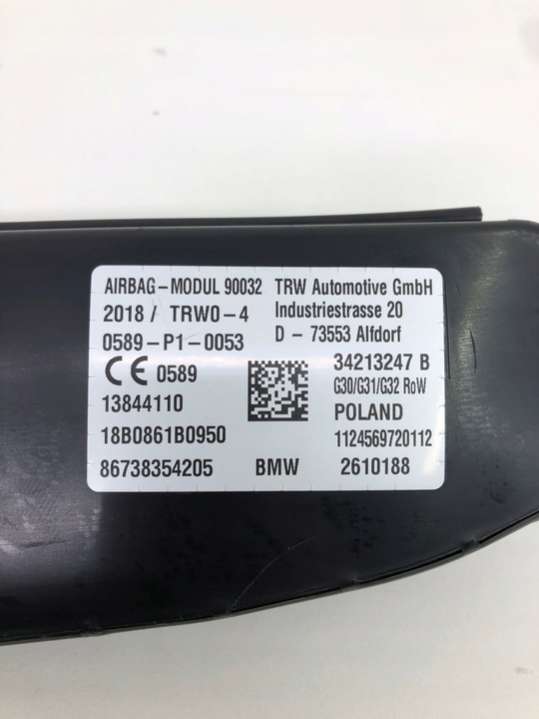 AIRBAG-MODUL 90032 TRW Automotive GmbH
2018 / TRW0-4 Industriestrasse 20
0589-P1-0053 D - 73553 Alfdorf
CE 0589 34213247 B
G30/G31/G32 RoW
13844110 POLAND
18B0861B0950 1124569720112
86738354205 BMW 2610188